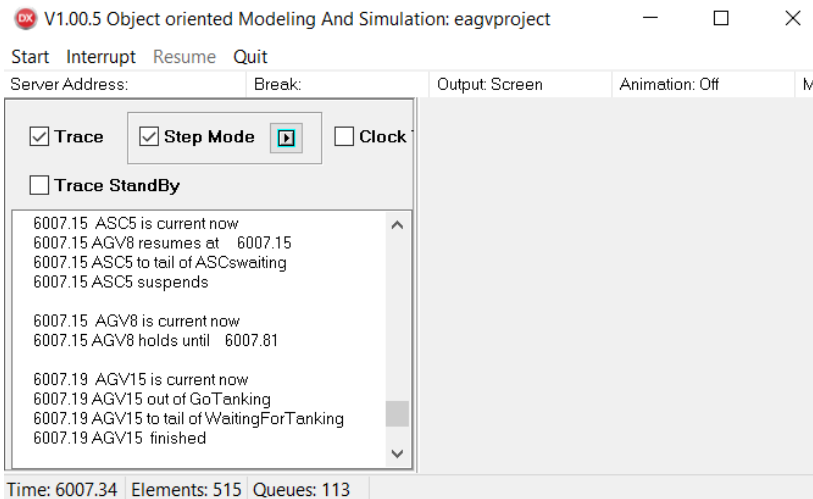 DX V1.00.5 Object oriented Modeling And Simulation: eagvproject
Start Interrupt Resume Quit
Server Address: Break: Output: Screen Animation: Off M
Trace Step Mode Clock
Trace StandBy
6007.15 ASC5 is current now
6007.15 AGV8 resumes at 6007.15
6007.15 ASC5 to tail of ASCswaiting
6007.15 ASC5 suspends
6007.15 AGV8 is current now
6007.15 AGV8 holds until 6007.81
6007.19 AGV15 is current now
6007.19 AGV15 out of GoTanking
6007.19 AGV15 to tail of WaitingForTanking
6007.19 AGV15 finished
Time: 6007.34 Elements: 515 Queues: 113